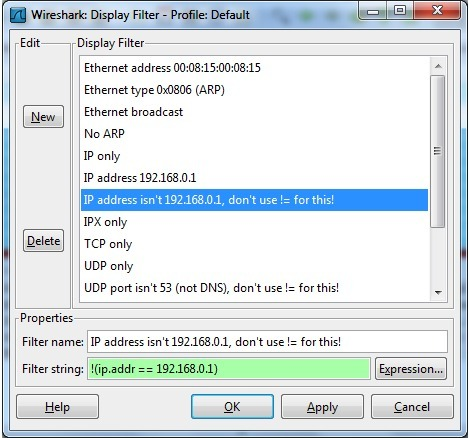 Wireshark: Display Filter - Profile: Default
Edit
Display Filter
New
Delete
Ethernet address 00:08:15:00:08:15
Ethernet type 0x0806 (ARP)
Ethernet broadcast
No ARP
IP only
IP address 192.168.0.1
IP address isn't 192.168.0.1, don't use != for this!
IPX only
TCP only
UDP only
UDP port isn't 53 (not DNS), don't use != for this!
Properties
Filter name: IP address isn't 192.168.0.1, don't use != for this!
Filter string: !(ip.addr == 192.168.0.1) Expression...
Help OK Apply Cancel